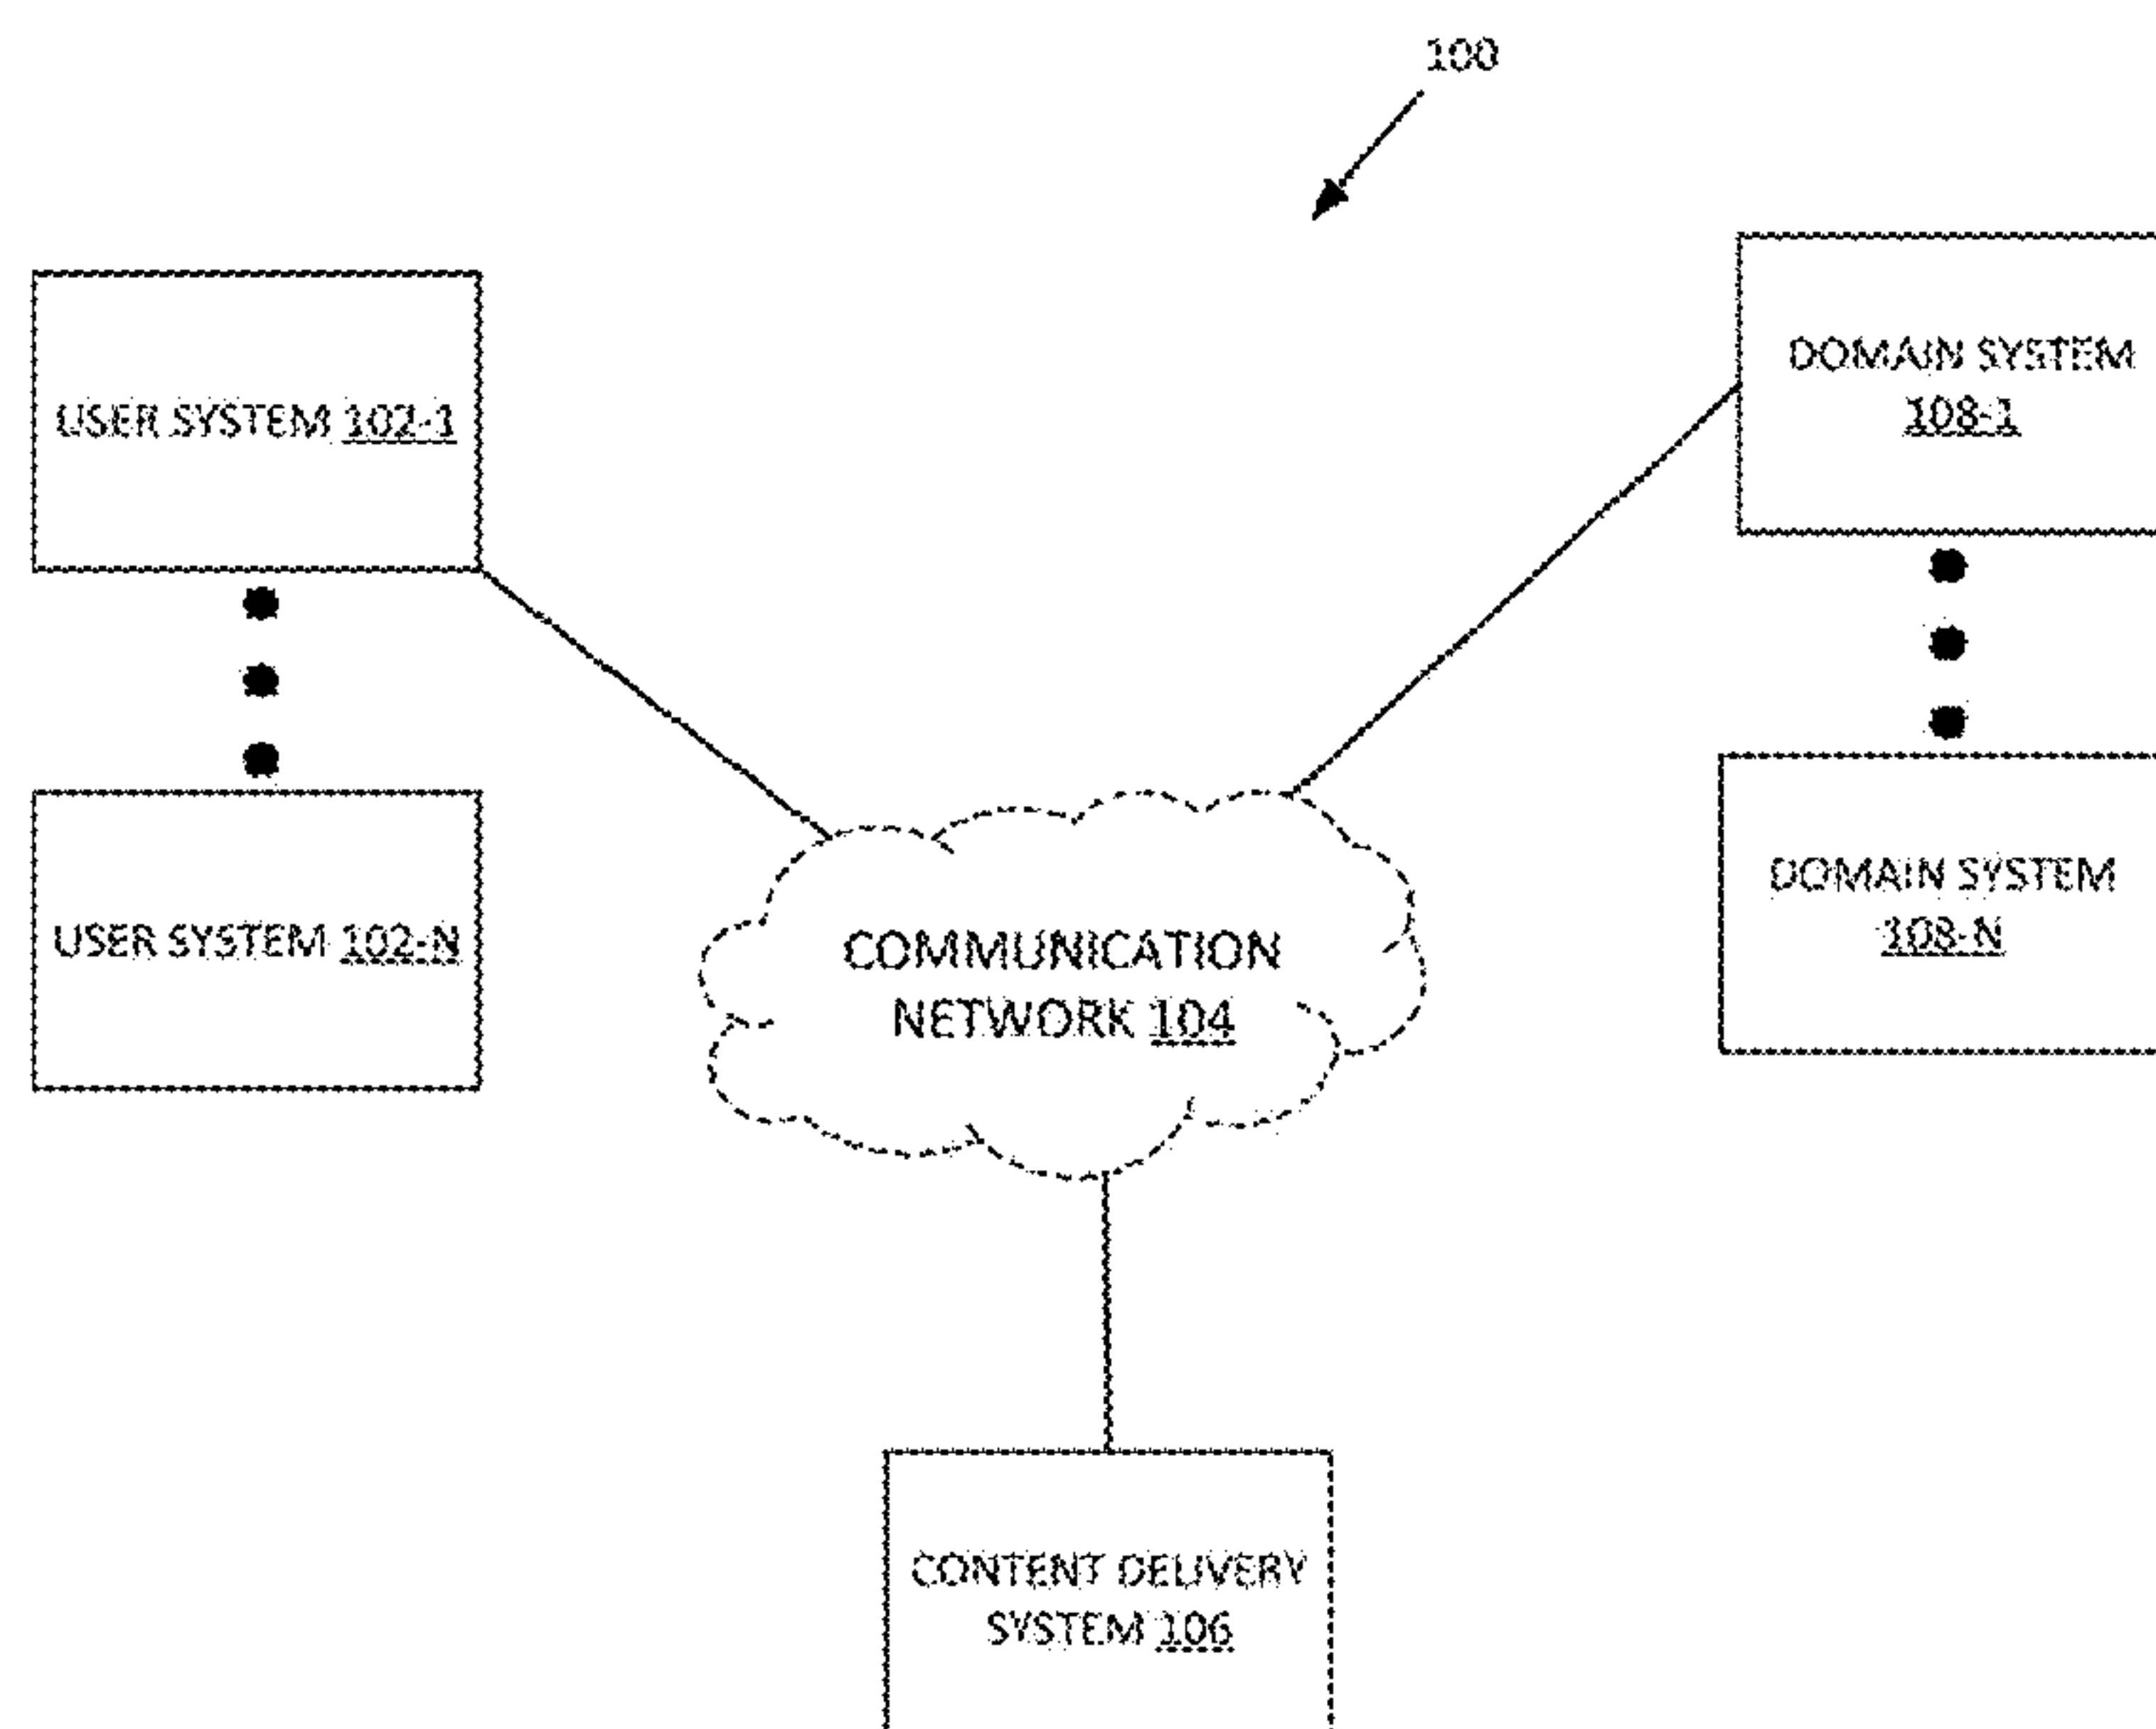 100
USER SYSTEM 102-1
DOMAIN SYSTEM
108-1
USER SYSTEM 102-N
DOMAIN SYSTEM
108-N
COMMUNICATION
NETWORK 104
CONTENT DELIVERY
SYSTEM 106